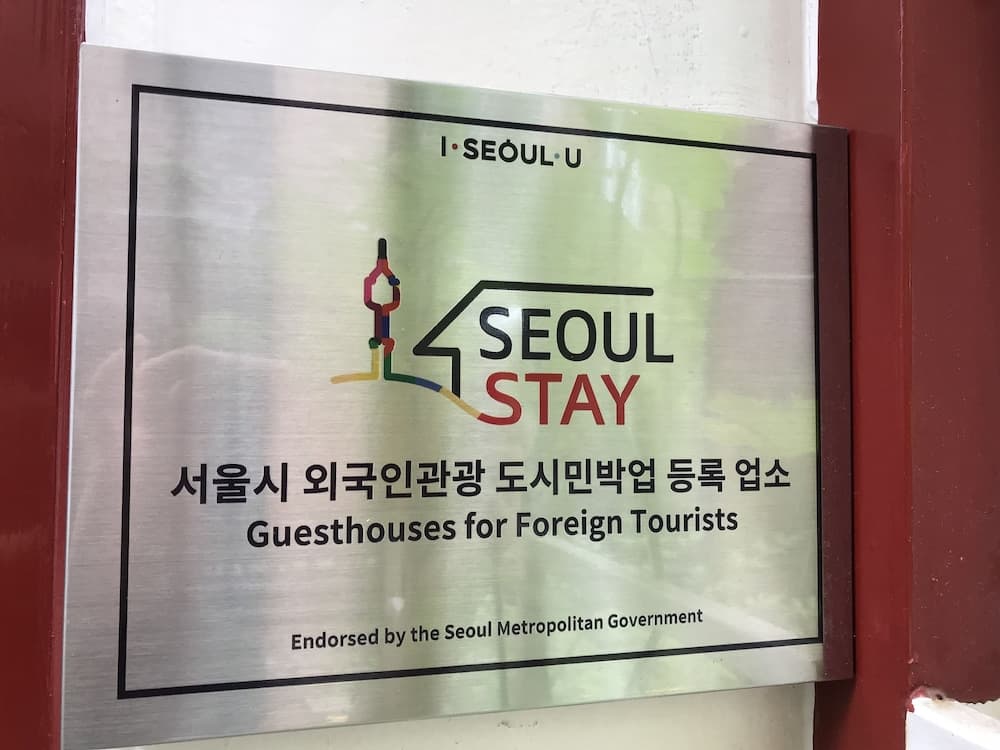 I·SEOUL·U
SEOUL
STAY
서울시 외국인관광 도시민박업 등록 업소
Guesthouses for Foreign Tourists
Endorsed by the Seoul Metropolitan Government